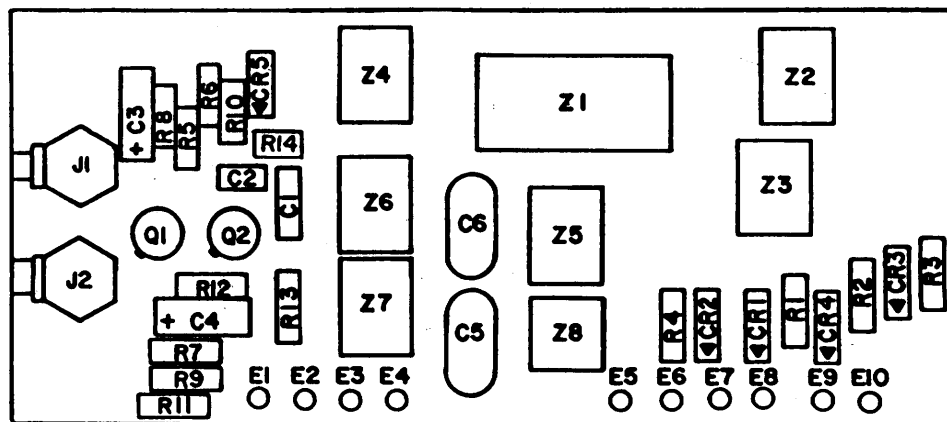 Z4
Z1
Z2
CR5
R6
R10
C3
+
R8
R5
R14
J1
C2
C1
Z6
C6
Z5
Z3
Q1
Q2
J2
R12
+ C4
R13
Z7
C5
Z8
R4
CR2
CR1
R1
CR4
R2
CR3
R3
R7
R9
R11
E1 E2 E3 E4 E5 E6 E7 E8 E9 E10